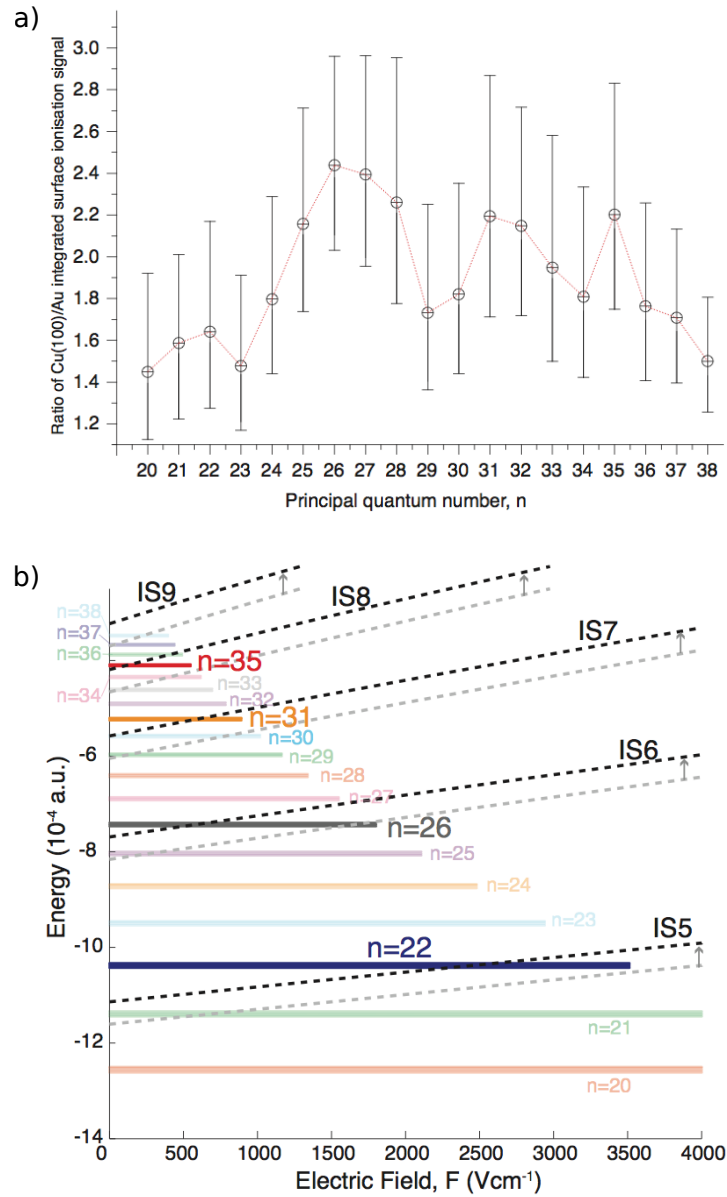 a)
Ratio of Cu(100)/Au integrated surface ionisation signal
3.0
2.8
2.6
2.4
2.2
2.0
1.8
1.6
1.4
1.2
20 21 22 23 24 25 26 27 28 29 30 31 32 33 34 35 36 37 38
Principal quantum number, n
b)
IS9
IS8
n=38
n=37
IS7
n=36
n=35
n=33
n=34
n=32
n=31
n=30
-6
n=29
IS6
n=28
n=27
n=26
-8
n=25
n=24
n=23
IS5
n=22
-10
n=21
-12
n=20
-14
Energy (10⁻⁴ a.u.)
0 500 1000 1500 2000 2500 3000 3500 4000
Electric Field, F (Vcm⁻¹)